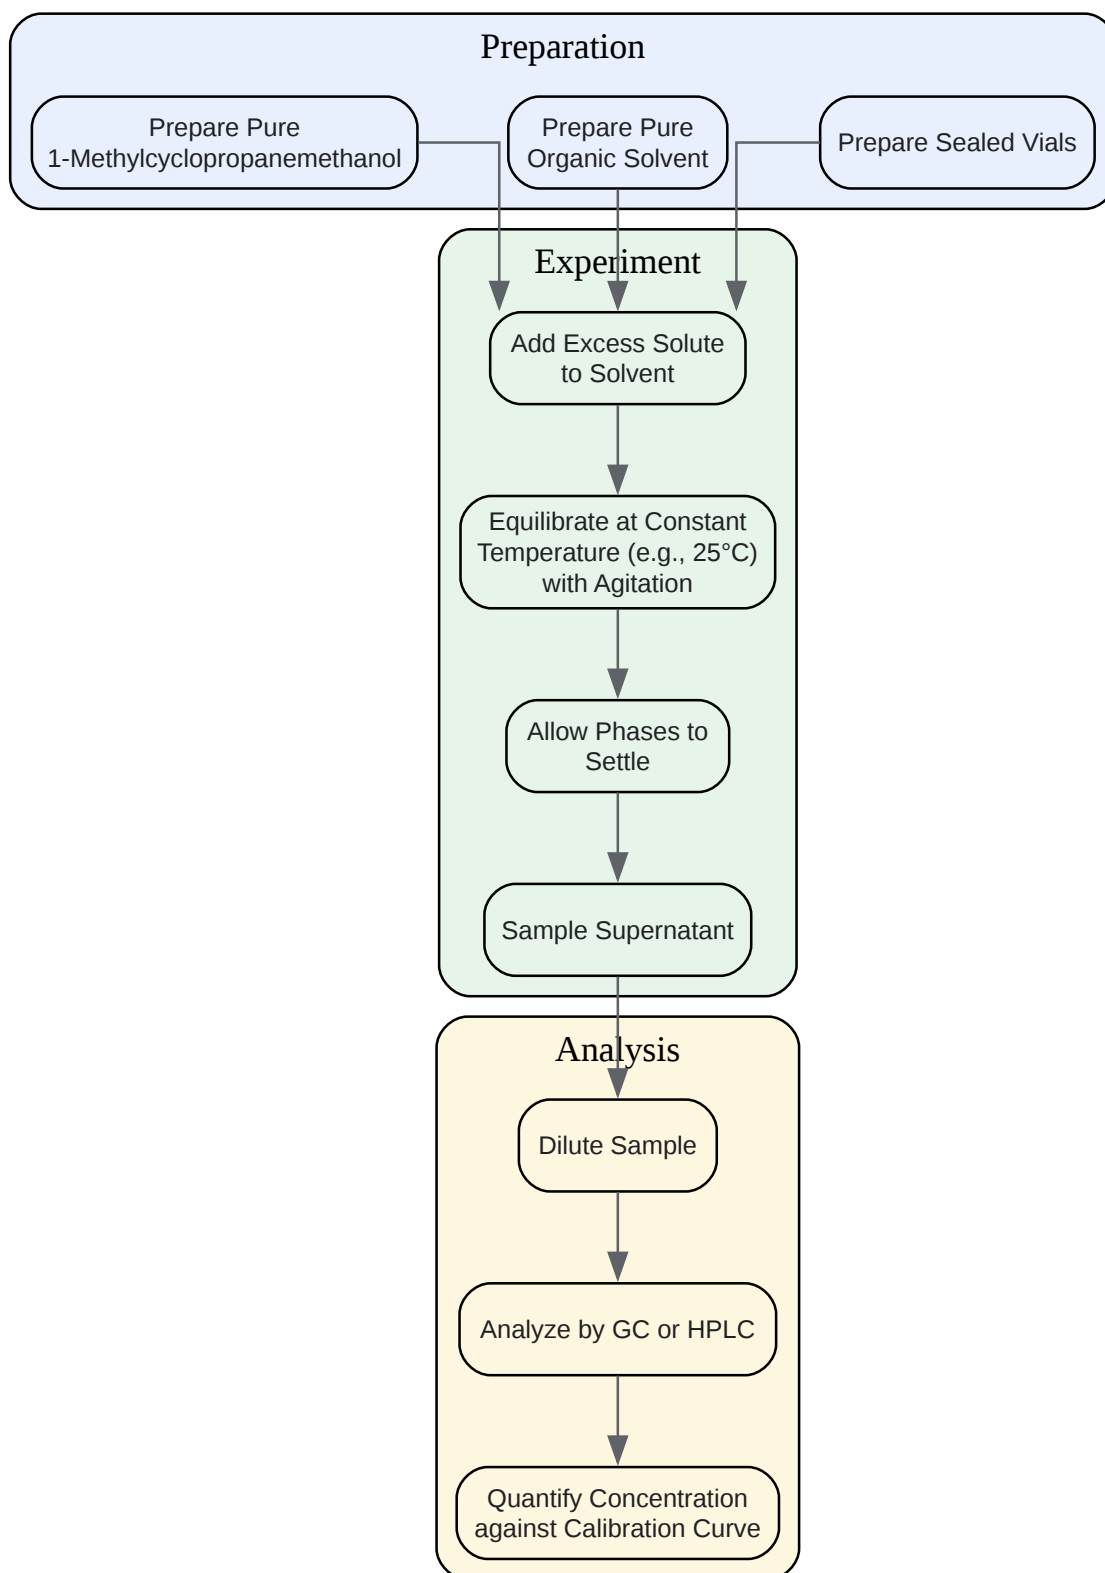 Preparation
Prepare Pure
1-Methylcyclopropanemethanol
Prepare Pure
Organic Solvent
Prepare Sealed Vials
Experiment
Add Excess Solute
to Solvent
Equilibrate at Constant
Temperature (e.g., 25°C)
with Agitation
Allow Phases to
Settle
Sample Supernatant
Analysis
Dilute Sample
Analyze by GC or HPLC
Quantify Concentration
against Calibration Curve